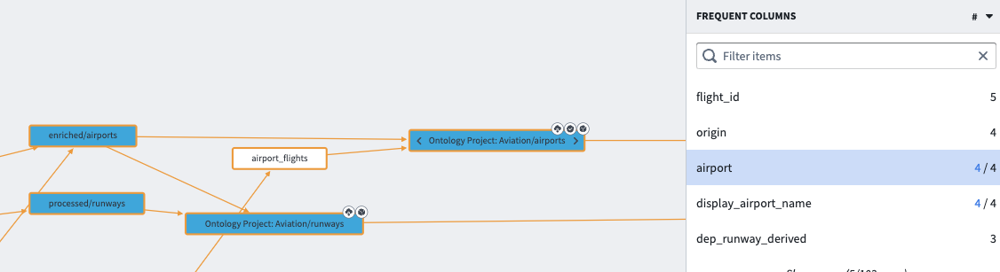 FREQUENT COLUMNS #
Filter items
flight_id 5
origin 4
airport 4 / 4
display_airport_name 4 / 4
dep_runway_derived 3
enriched/airports
Ontology Project: Aviation/airports
airport_flights
processed/runways
Ontology Project: Aviation/runways